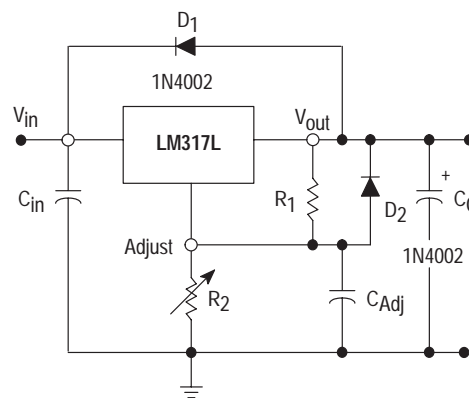 D1
1N4002
Vin
LM317L
Vout
Cin
R1
D2
+
1N4002
Adjust
R2
CAdj